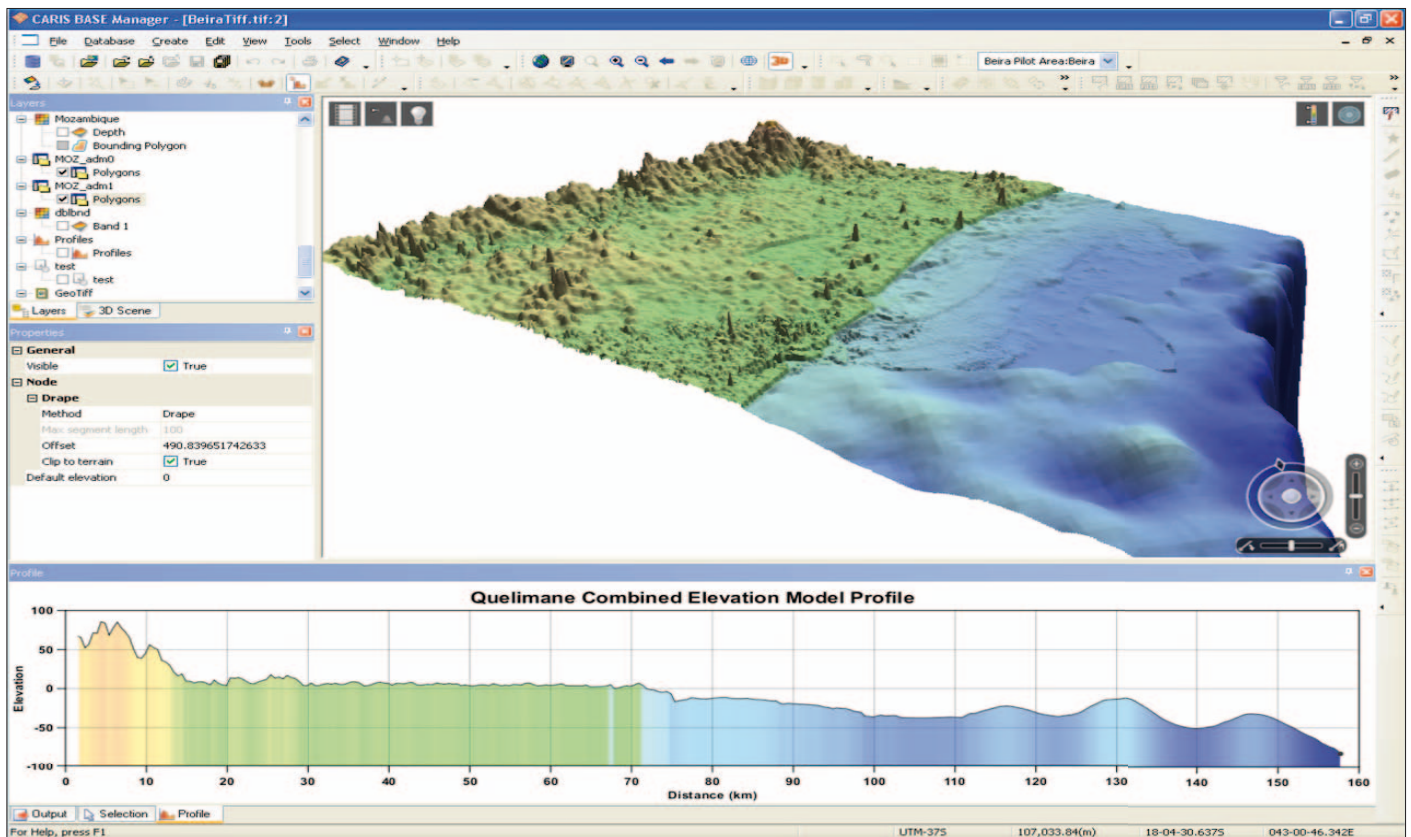 CARIS BASE Manager - [BeiraTiff.tif:2]
File Database Create Edit View Tools Select Window Help
3D
Beira Pilot Area:Beira
Layers
Mozambique
Depth
Bounding Polygon
MOZ_adm0
Polygons
MOZ_adm1
Polygons
dblbnd
Band 1
Profiles
Profiles
test
test
GeoTiff
Layers 3D Scene
Properties
General
Visible True
Node
Drape
Method Drape
Max segment length 100
Offset 490.839651742633
Clip to terrain True
Default elevation 0
Profile
Quelimane Combined Elevation Model Profile
Elevation
100
50
0
-50
-100
0 10 20 30 40 50 60 70 80 90 100 110 120 130 140 150 160
Distance (km)
Output Selection Profile
For Help, press F1
UTM-37S 107,033.84(m) 18-04-30.637S 043-00-46.342E